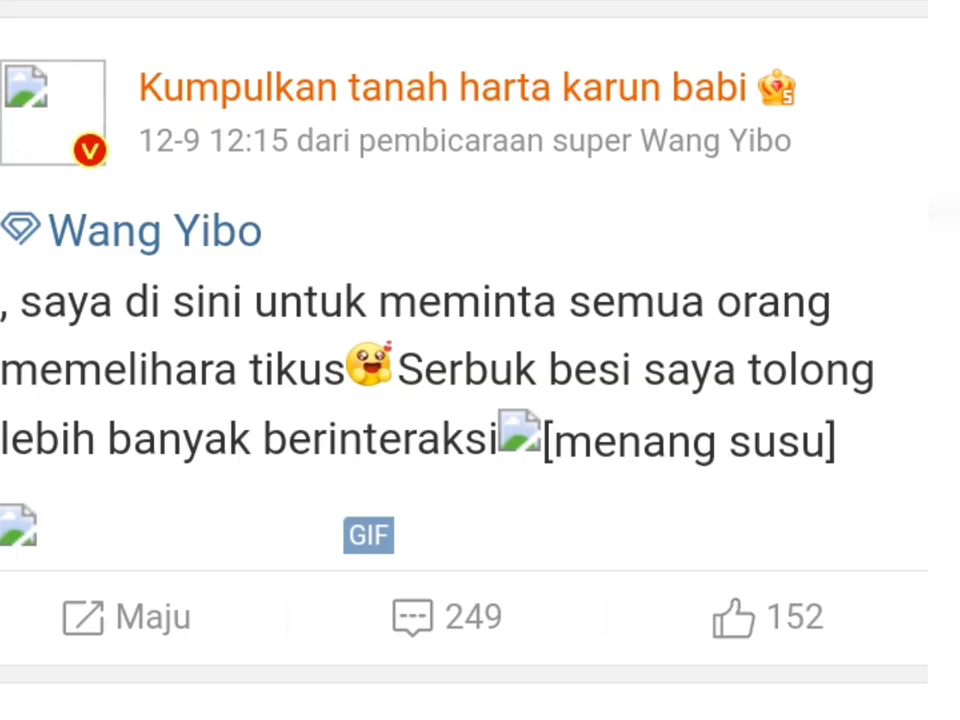 Kumpulkan tanah harta karun babi
12-9 12:15 dari pembicaraan super Wang Yibo
Wang Yibo
, saya di sini untuk meminta semua orang
memelihara tikus🥰Serbuk besi saya tolong
lebih banyak berinteraksi[menang susu]
GIF
Maju 249 152